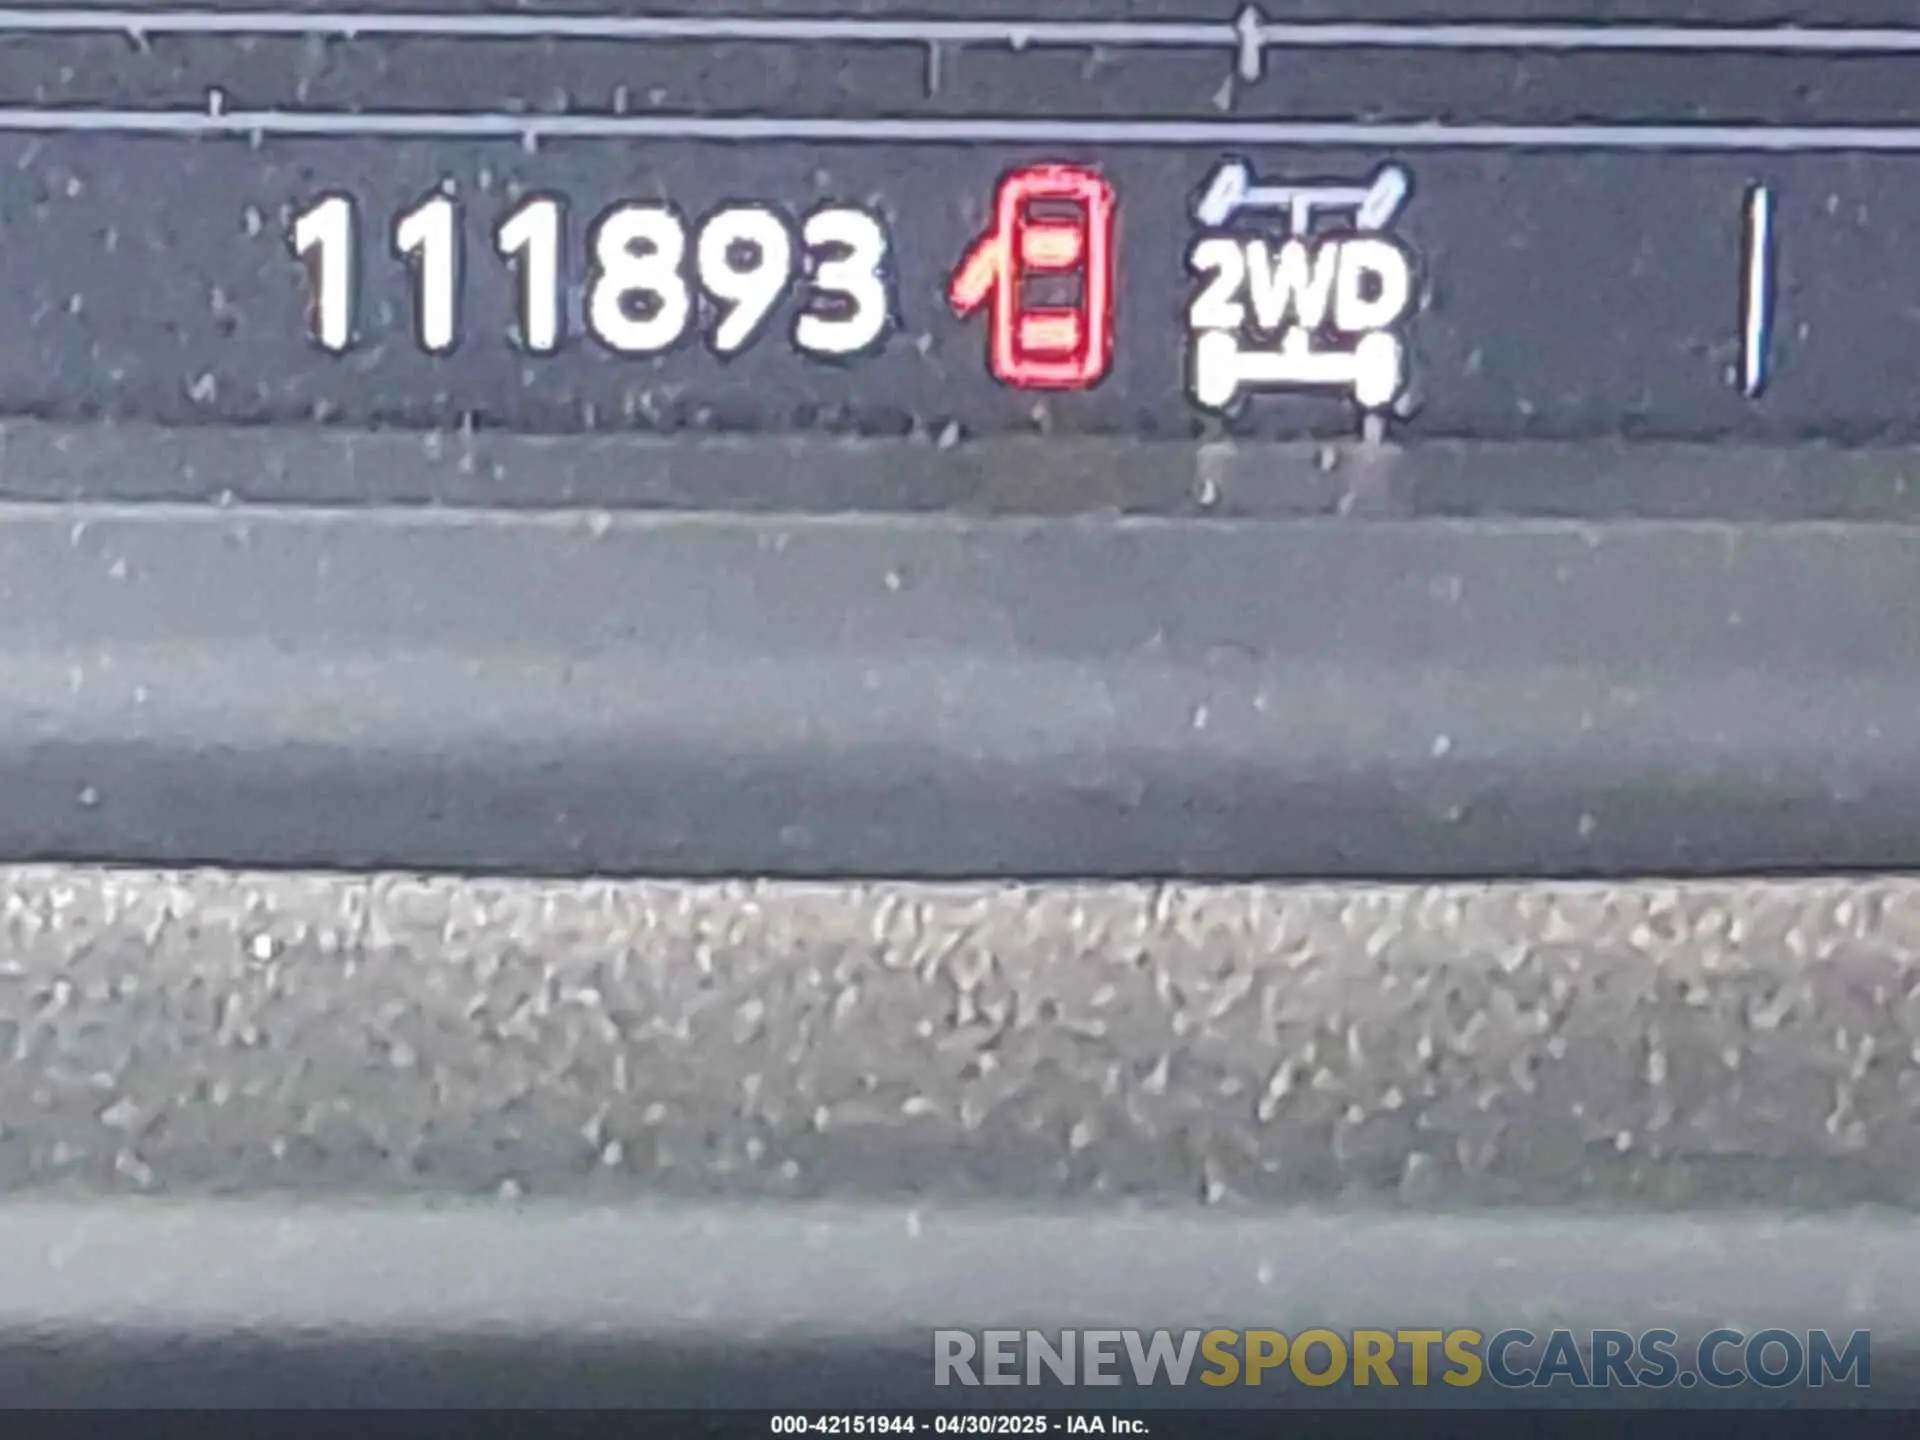 111893 2WD
RENEWSPORTSCARS.COM
000-42151944 - 04/30/2025 - IAA Inc.